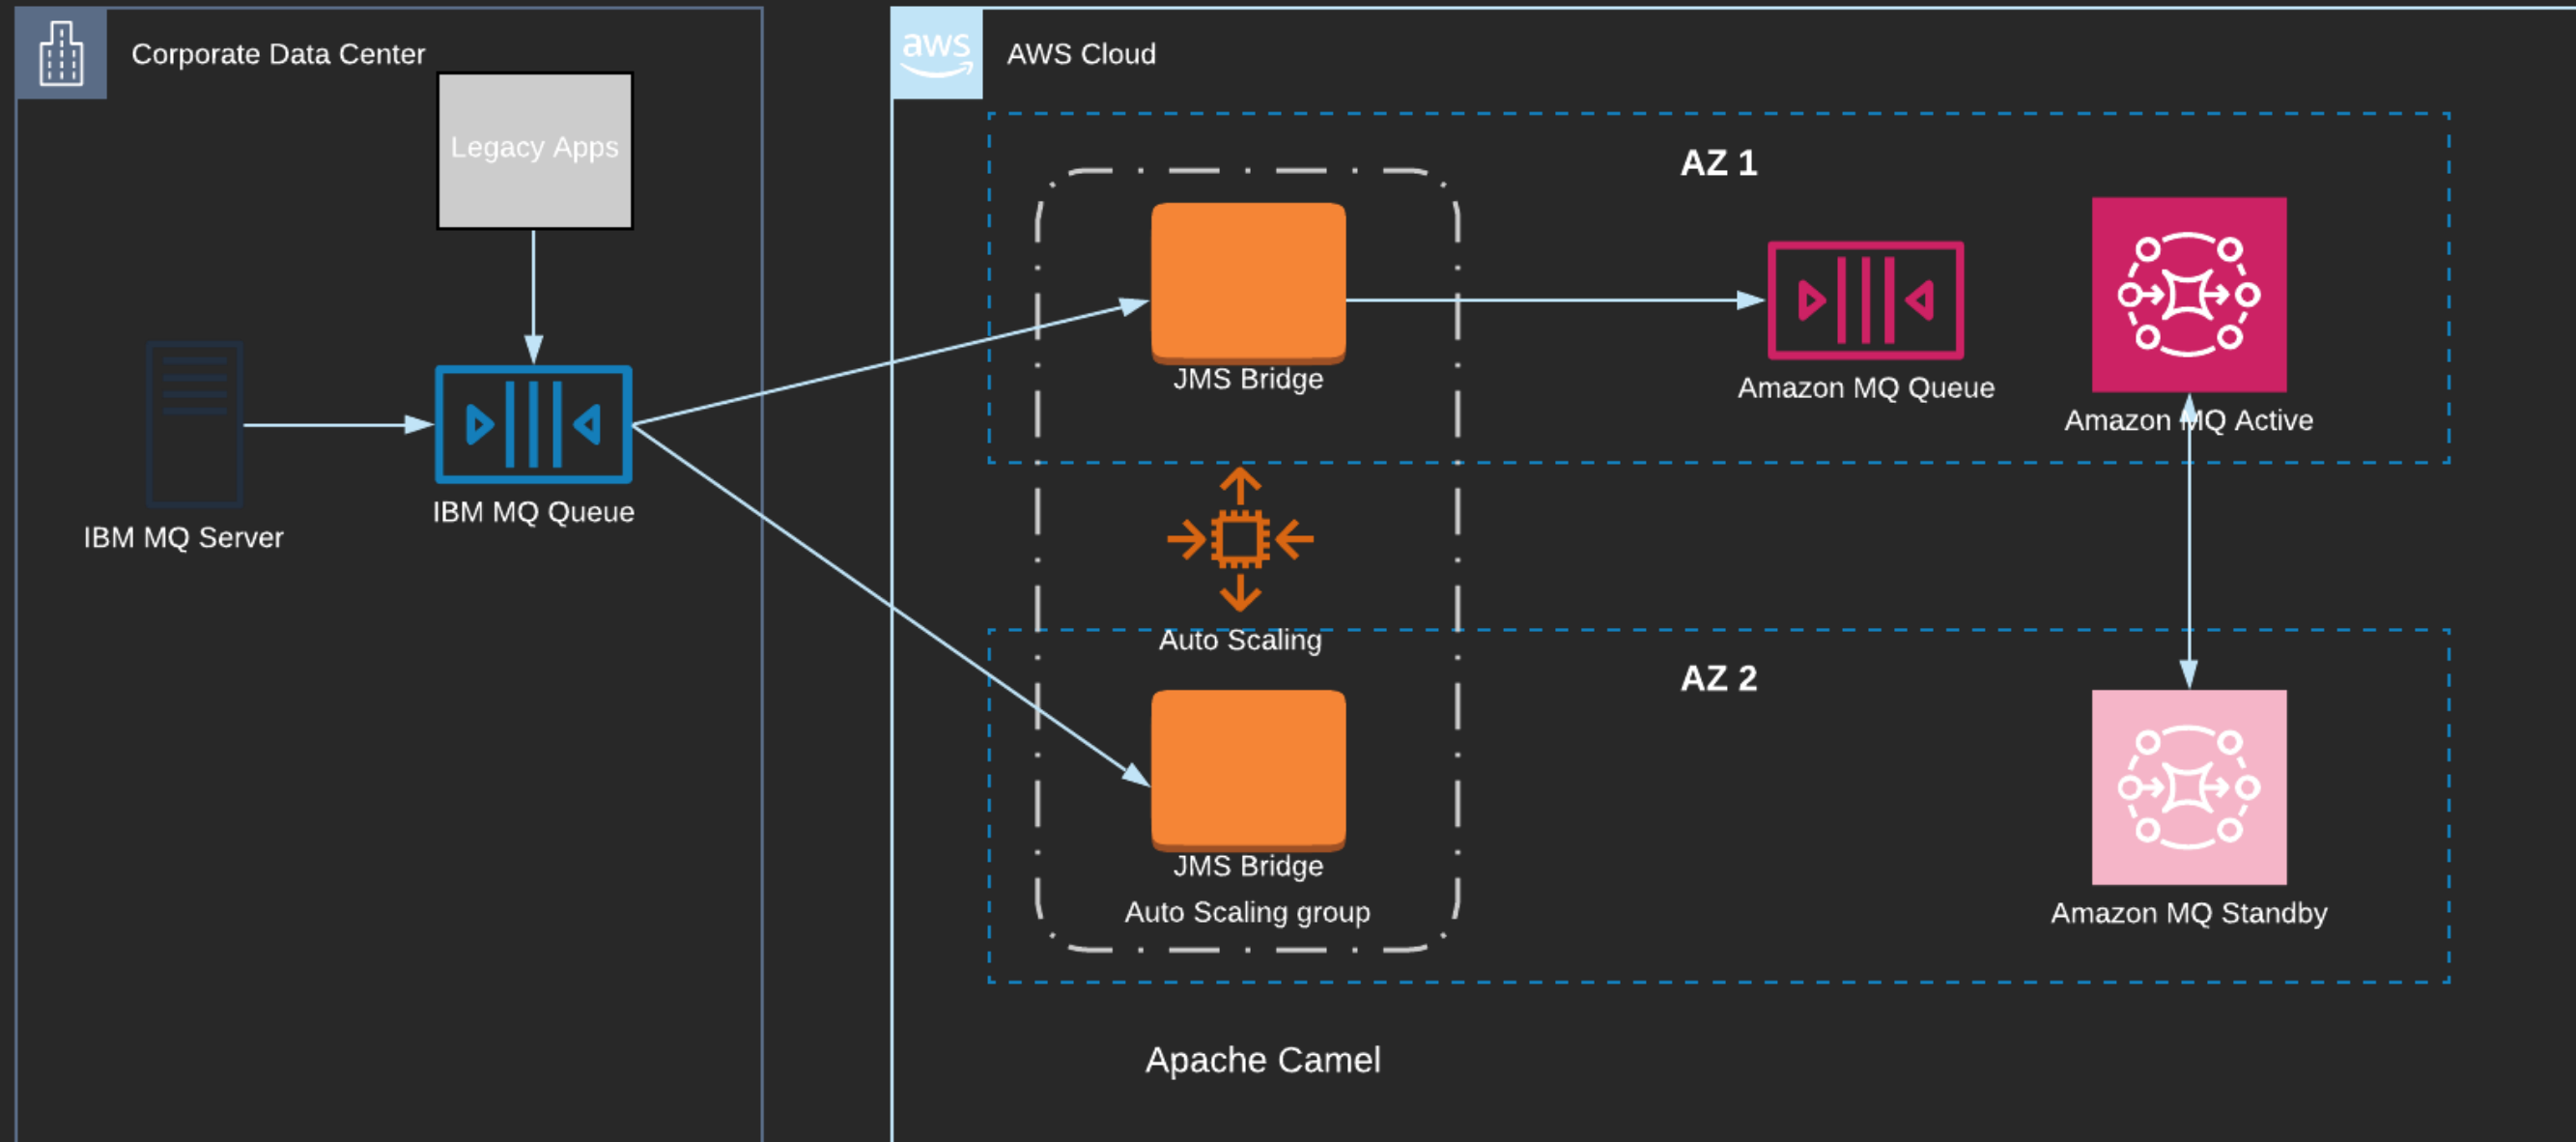 Corporate Data Center
aws
AWS Cloud
Legacy Apps
AZ 1
JMS Bridge
Amazon MQ Queue
Amazon MQ Active
IBM MQ Queue
IBM MQ Server
Auto Scaling
AZ 2
JMS Bridge
Auto Scaling group
Amazon MQ Standby
Apache Camel